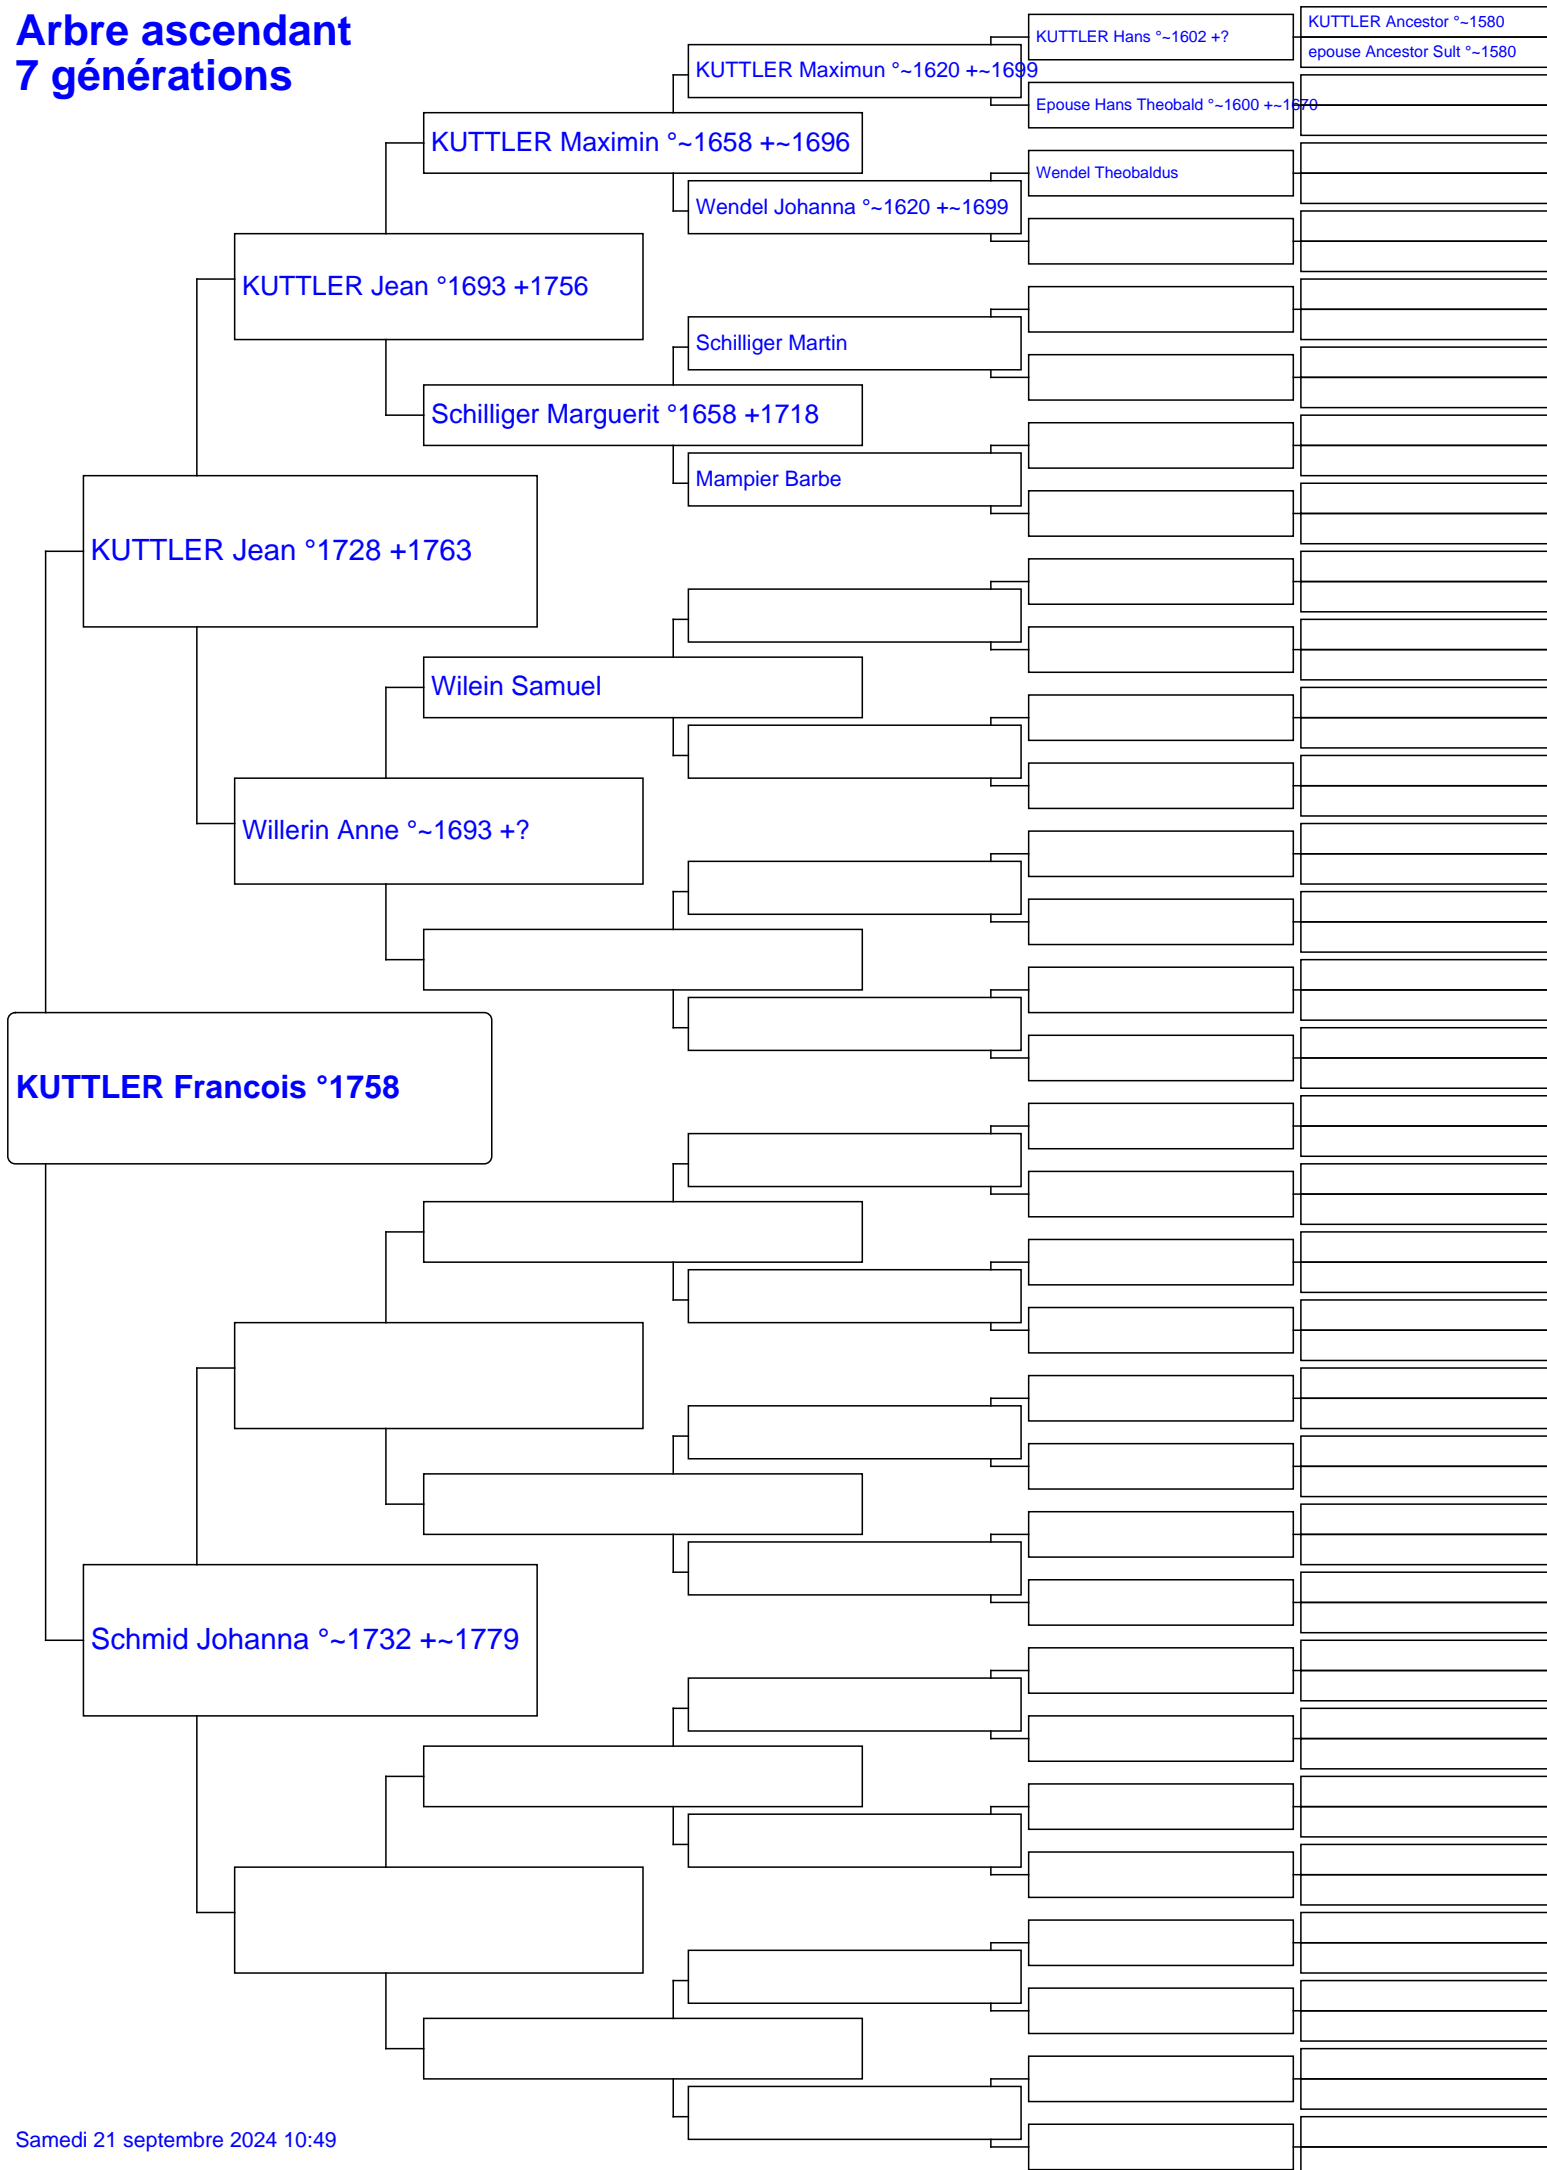 Arbre ascendant
7 générations
KUTTLER Ancestor °~1580
KUTTLER Hans °~1602 +?
epouse Ancestor Sult °~1580
KUTTLER Maximun °~1620 +~1699
Epouse Hans Theobald °~1600 +~1670
KUTTLER Maximin °~1658 +~1696
Wendel Theobaldus
Wendel Johanna °~1620 +~1699
KUTTLER Jean °1693 +1756
Schilliger Martin
Schilliger Marguerit °1658 +1718
Mampier Barbe
KUTTLER Jean °1728 +1763
Wilein Samuel
Willerin Anne °~1693 +?
KUTTLER Francois °1758
Schmid Johanna °~1732 +~1779
Samedi 21 septembre 2024 10:49